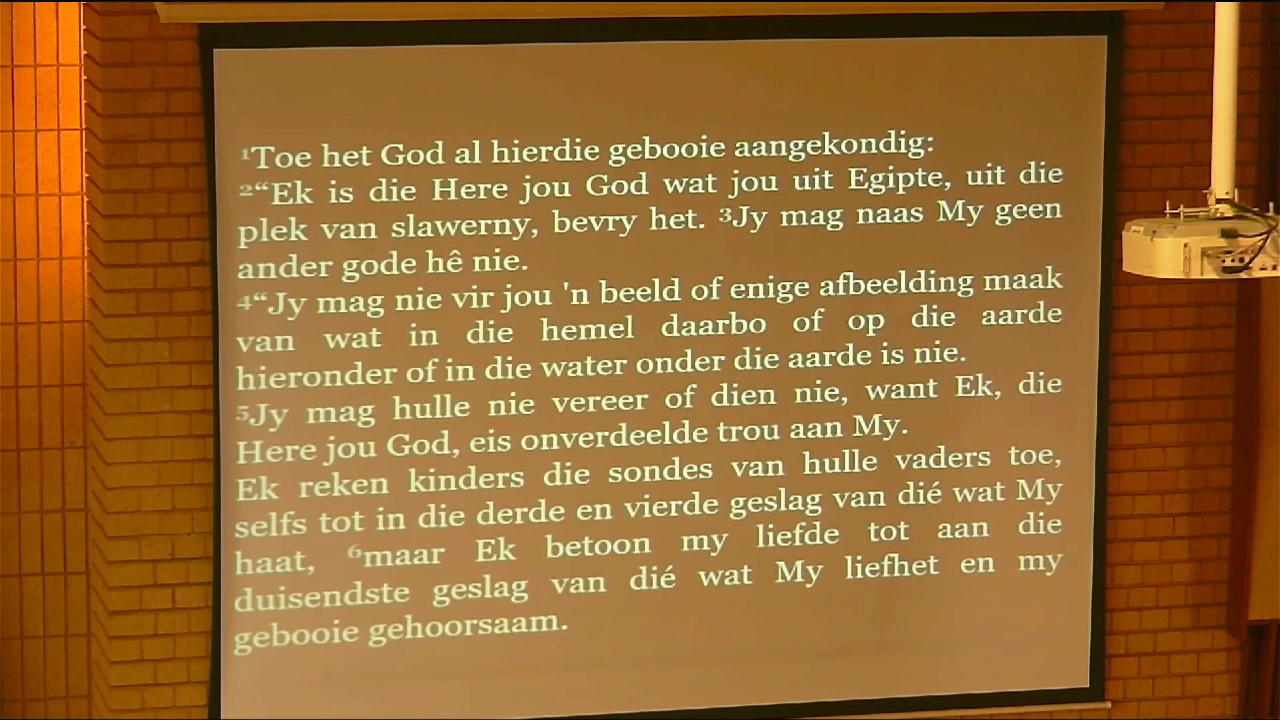 ¹Toe het God al hierdie gebooie aangekondig:
²“Ek is die Here jou God wat jou uit Egipte, uit die
plek van slawerny, bevry het. ³Jy mag naas My geen
ander gode hê nie.
⁴“Jy mag nie vir jou 'n beeld of enige afbeelding maak
van wat in die hemel daarbo of op die aarde
hieronder of in die water onder die aarde is nie.
⁵Jy mag hulle nie vereer of dien nie, want Ek, die
Here jou God, eis onverdeelde trou aan My.
Ek reken kinders die sondes van hulle vaders toe,
selfs tot in die derde en vierde geslag van dié wat My
haat, ⁶maar Ek betoon my liefde tot aan die
duisendste geslag van dié wat My liefhet en my
gebooie gehoorsaam.